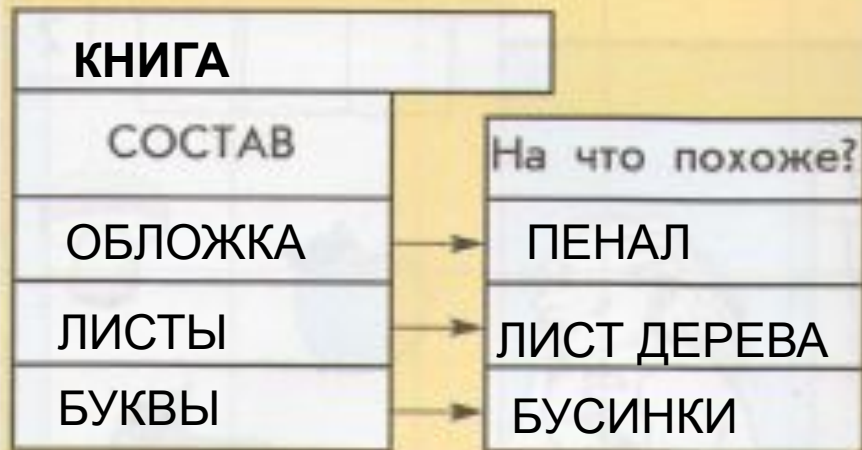 КНИГА
СОСТАВ
На что похоже?
ОБЛОЖКА
ПЕНАЛ
ЛИСТЫ
ЛИСТ ДЕРЕВА
БУКВЫ
БУСИНКИ